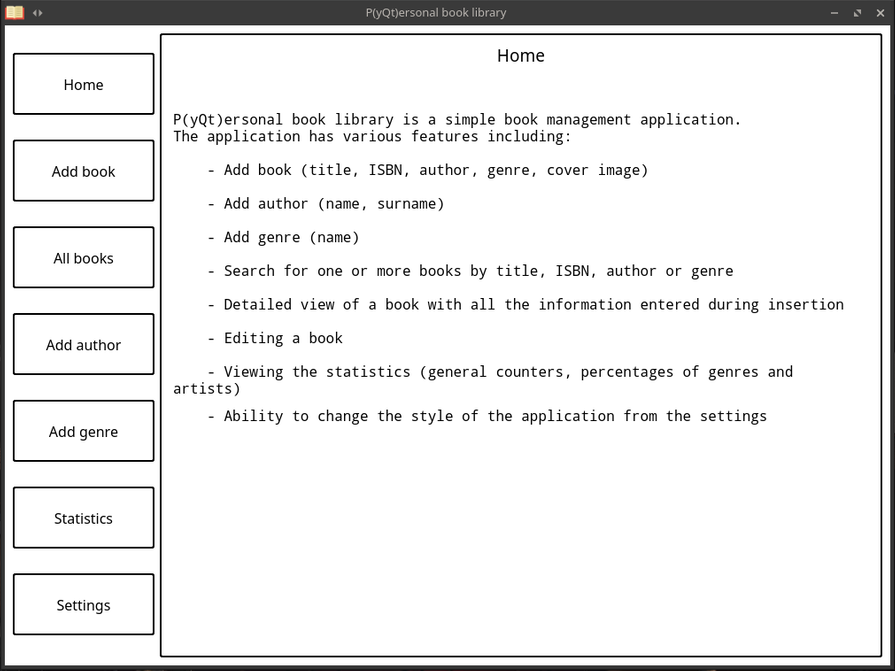 P(yQt)ersonal book library
Home
Add book
All books
Add author
Add genre
Statistics
Settings
Home
P(yQt)ersonal book library is a simple book management application.
The application has various features including:
- Add book (title, ISBN, author, genre, cover image)
- Add author (name, surname)
- Add genre (name)
- Search for one or more books by title, ISBN, author or genre
- Detailed view of a book with all the information entered during insertion
- Editing a book
- Viewing the statistics (general counters, percentages of genres and
artists)
- Ability to change the style of the application from the settings